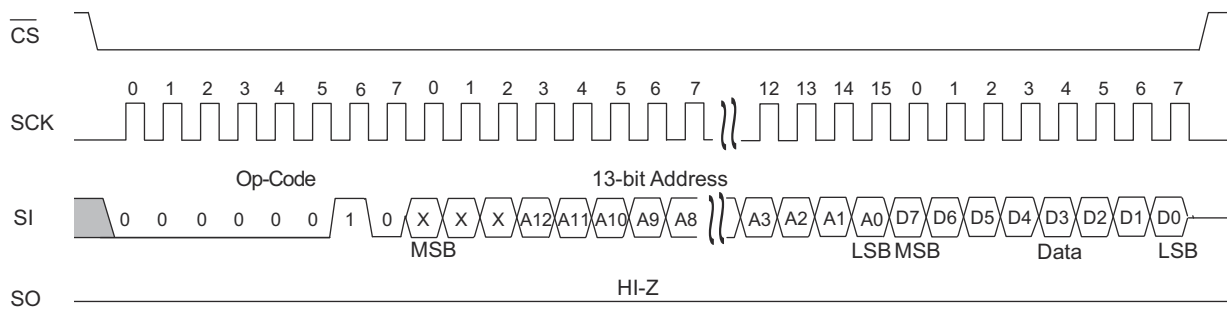 CS
0 1 2 3 4 5 6 7 0 1 2 3 4 5 6 7 12 13 14 15 0 1 2 3 4 5 6 7
SCK
Op-Code 13-bit Address
SI 0 0 0 0 0 0 1 0 X X X A12 A11 A10 A9 A8 A3 A2 A1 A0 D7 D6 D5 D4 D3 D2 D1 D0
MSB LSB MSB Data LSB
HI-Z
SO